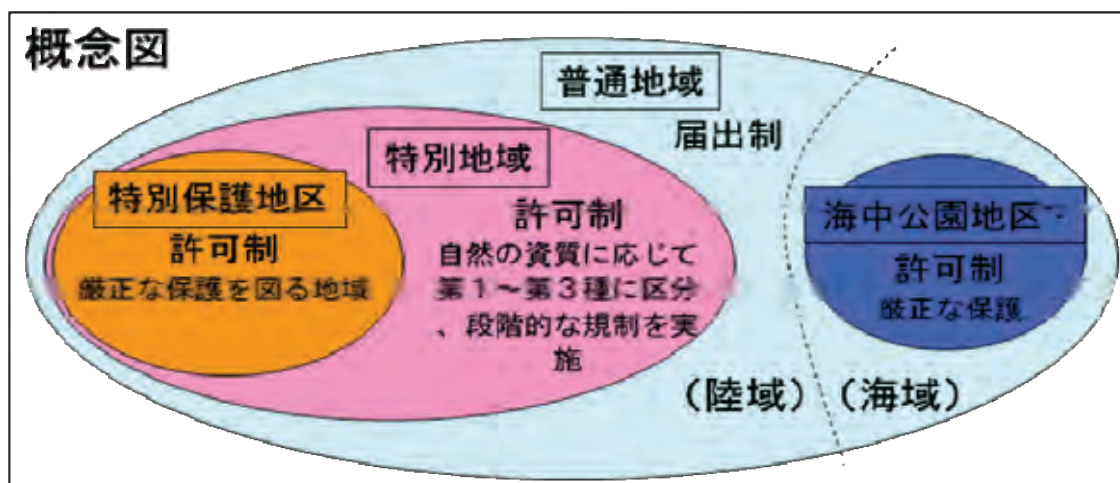 概念図
普通地域
届出制
特別地域
許可制
自然の資質に応じて
第1～第3種に区分
、段階的な規制を実
施
特別保護地区
許可制
厳正な保護を図る地域
海中公園地区
許可制
厳正な保護
(陸域)
(海域)